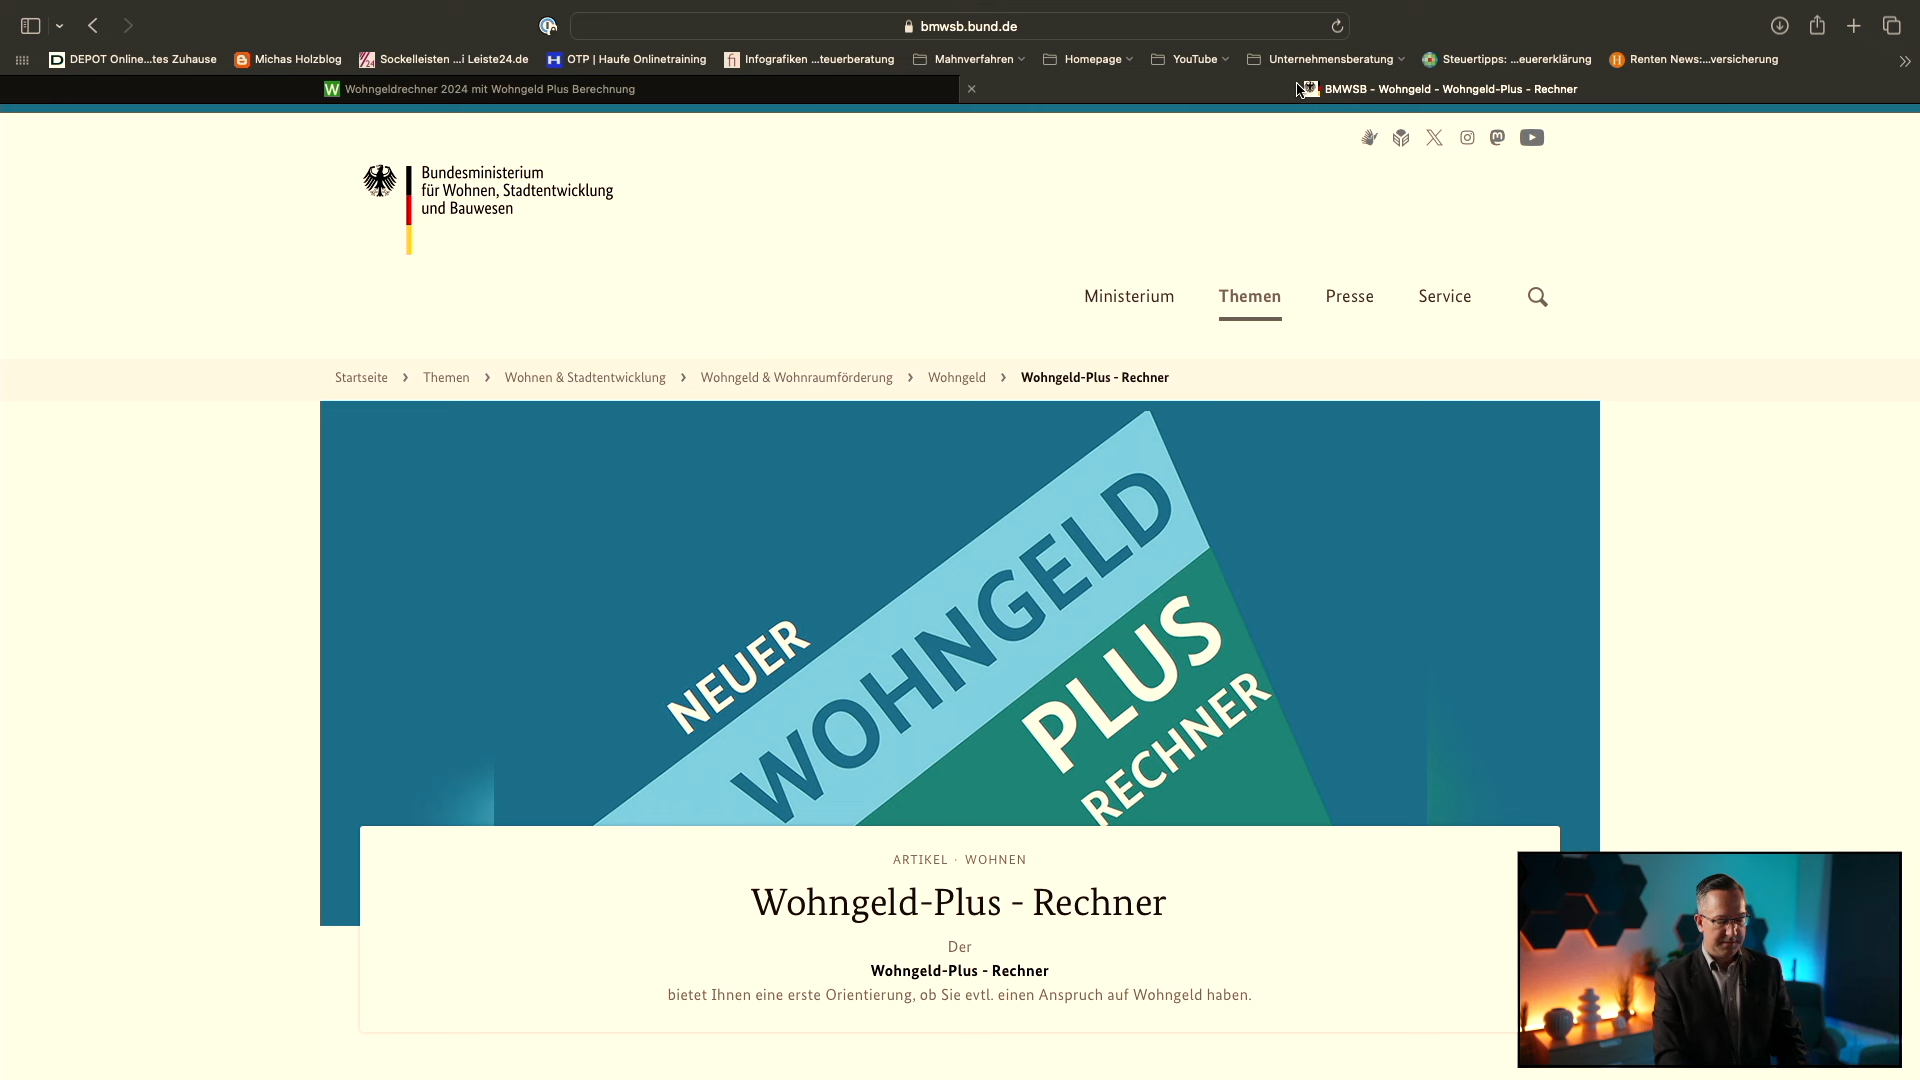 bmwsb.bund.de
DEPOT Online...tes Zuhause
Michas Holzblog
Sockelleisten ...i Leiste24.de
OTP | Haufe Onlinetraining
Infografiken ...teuerberatung
Mahnverfahren
Homepage
YouTube
Unternehmensberatung
Steuertipps: ...euererklärung
Renten News:...versicherung
Wohngeldrechner 2024 mit Wohngeld Plus Berechnung
BMWSB - Wohngeld - Wohngeld-Plus - Rechner
Bundesministerium
für Wohnen, Stadtentwicklung
und Bauwesen
Ministerium
Themen
Presse
Service
Startseite › Themen › Wohnen & Stadtentwicklung › Wohngeld & Wohnraumförderung › Wohngeld › Wohngeld-Plus - Rechner
NEUER
WOHNGELD
PLUS
RECHNER
ARTIKEL · WOHNEN
Wohngeld-Plus - Rechner
Der
Wohngeld-Plus - Rechner
bietet Ihnen eine erste Orientierung, ob Sie evtl. einen Anspruch auf Wohngeld haben.